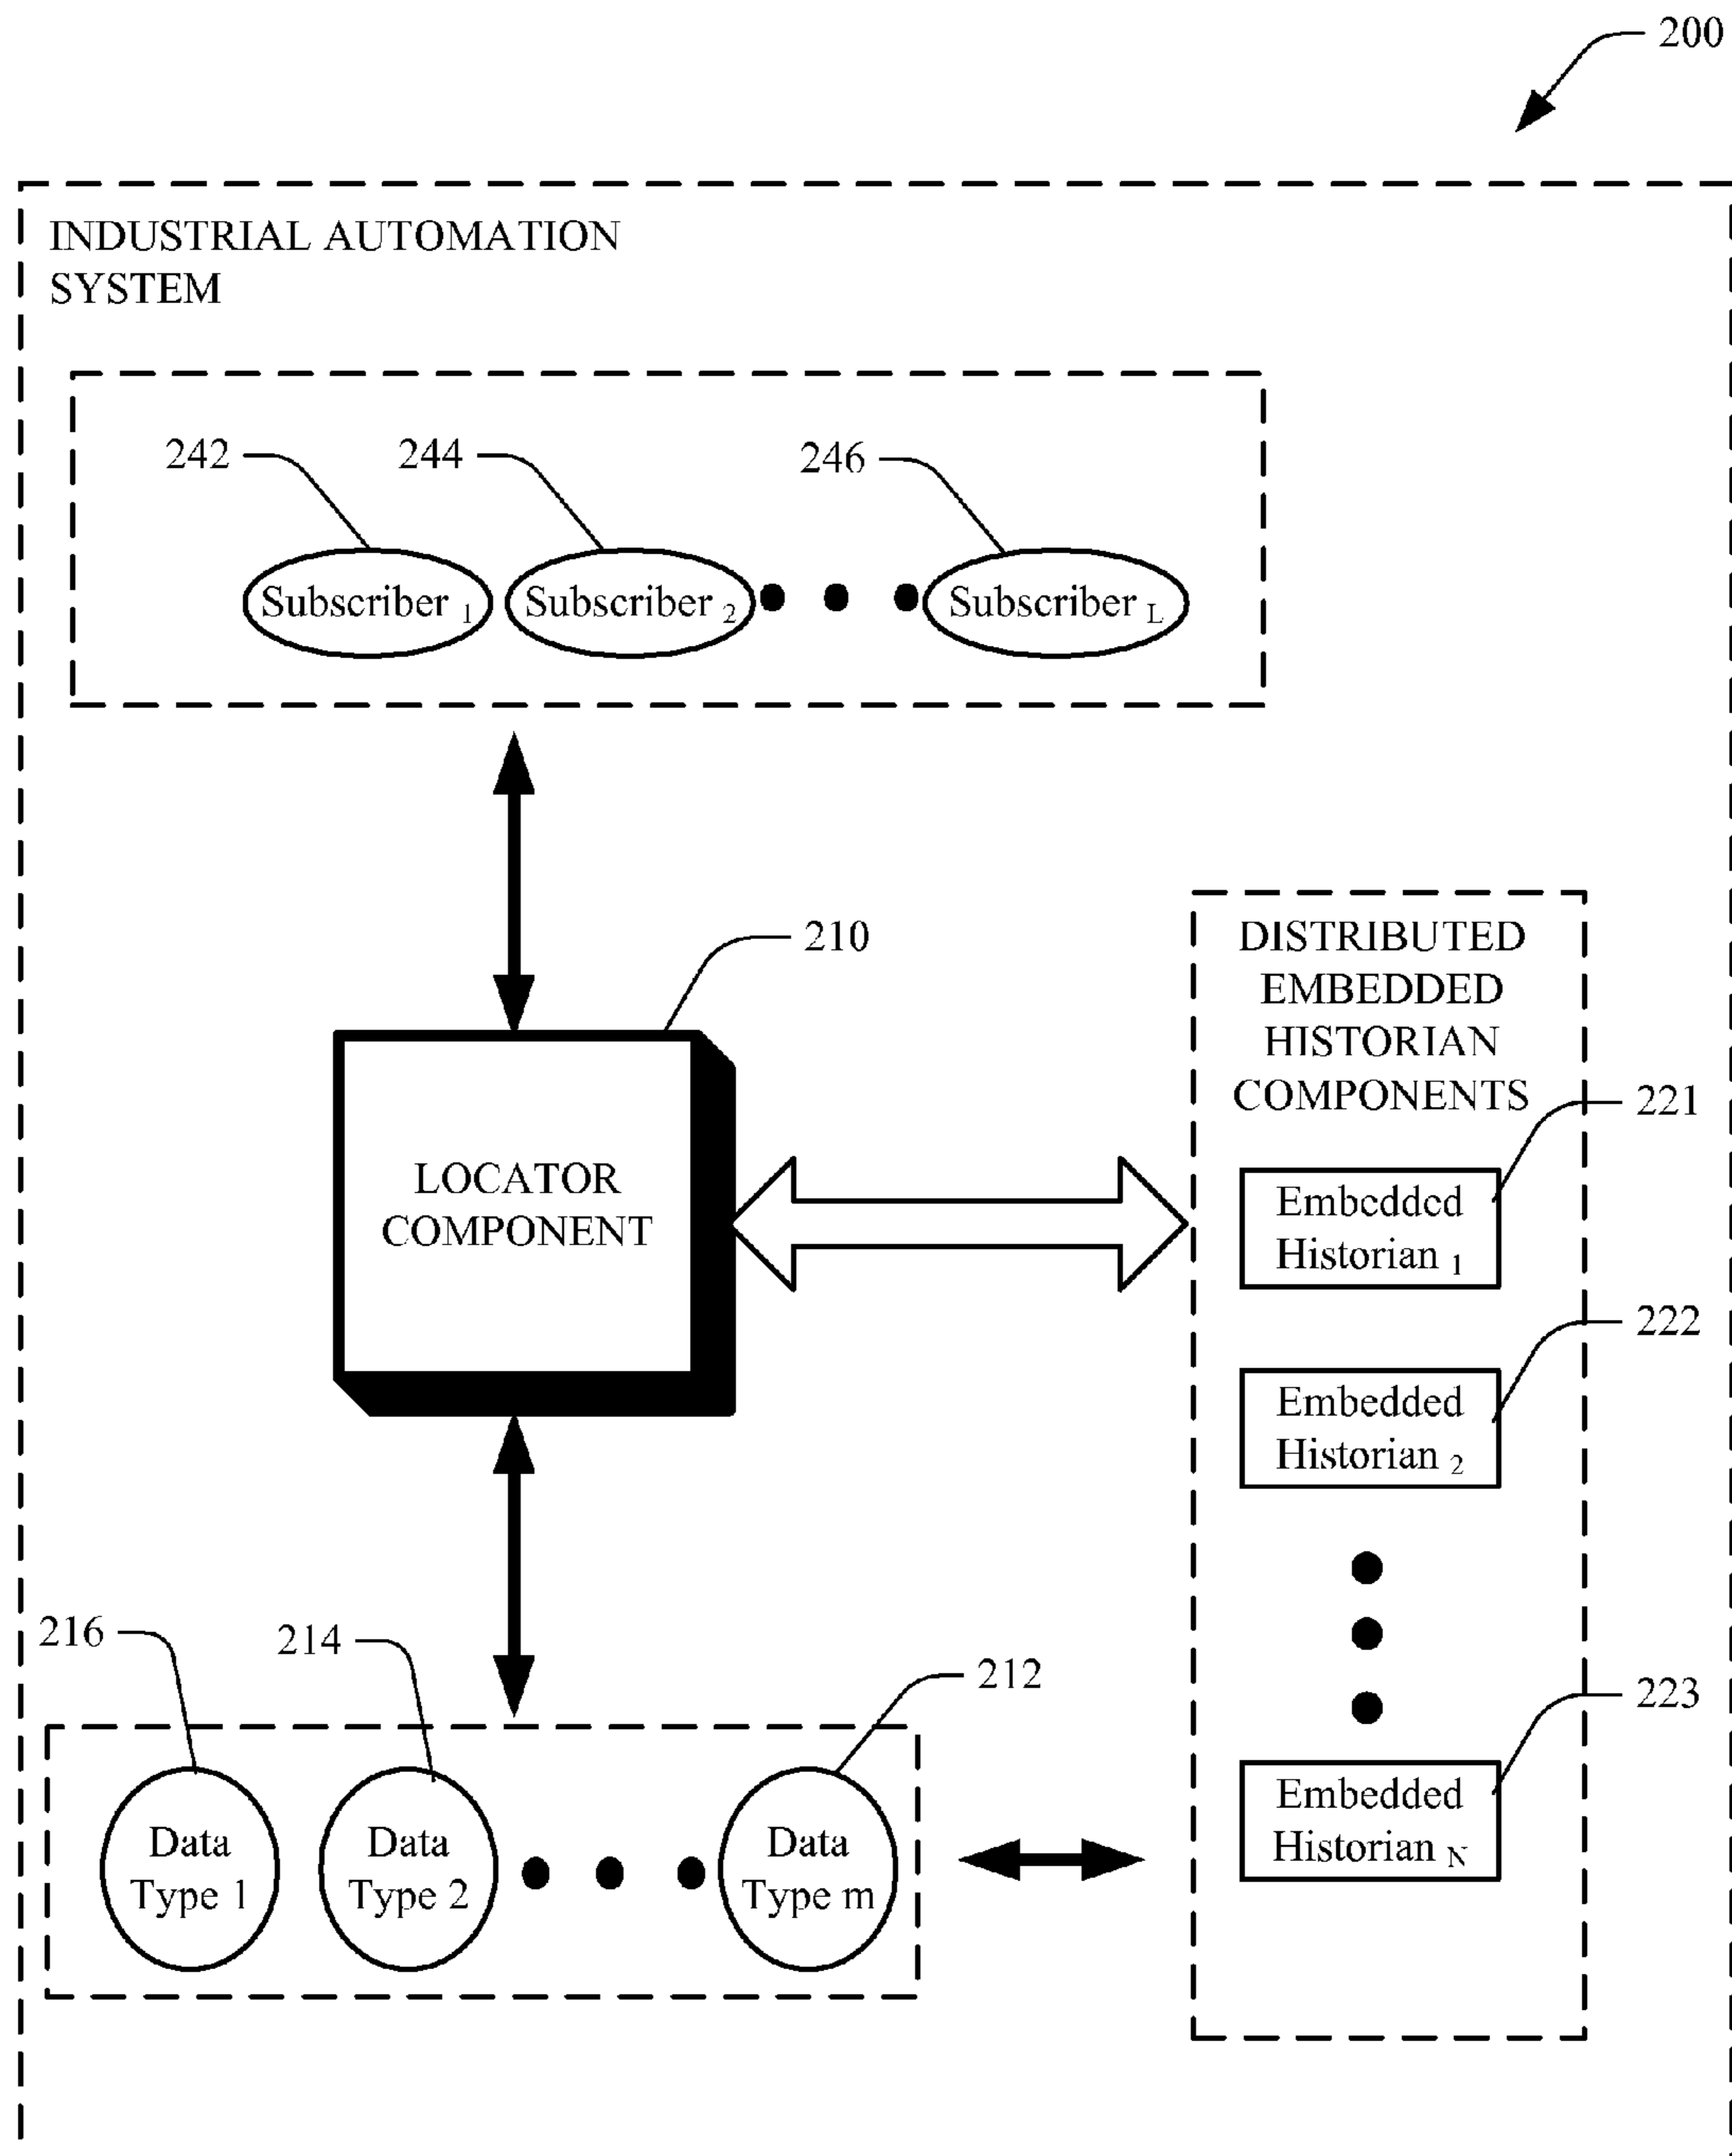 200
INDUSTRIAL AUTOMATION
SYSTEM
242
244
246
Subscriber 1
Subscriber 2
Subscriber L
210
LOCATOR
COMPONENT
DISTRIBUTED
EMBEDDED
HISTORIAN
COMPONENTS
221
Embedded
Historian 1
222
Embedded
Historian 2
223
Embedded
Historian N
216
214
212
Data
Type 1
Data
Type 2
Data
Type m